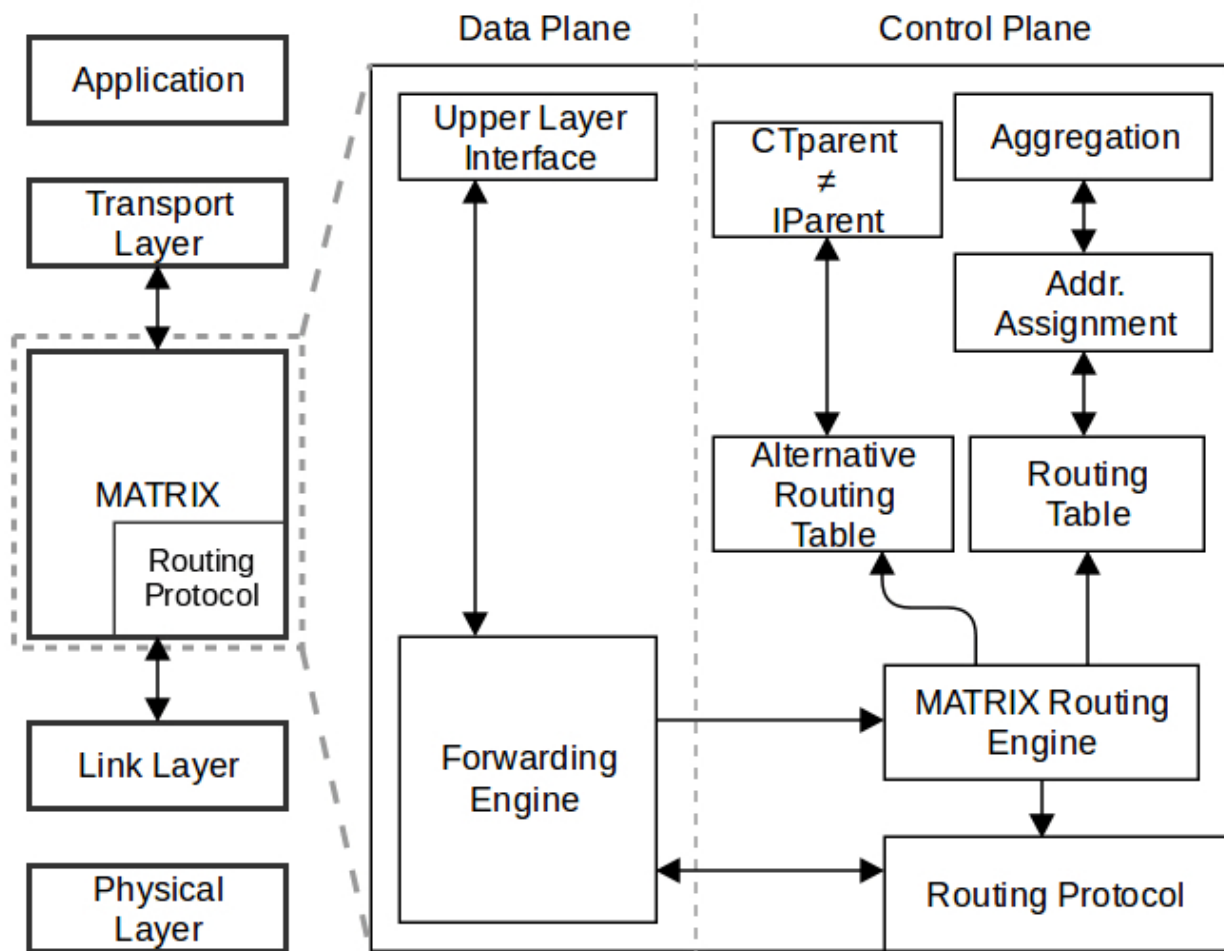 Data Plane
Control Plane
Application
Transport
Layer
MATRIX
Routing
Protocol
Link Layer
Physical
Layer
Upper Layer
Interface
Forwarding
Engine
CTparent
≠
IParent
Aggregation
Addr.
Assignment
Alternative
Routing
Table
Routing
Table
MATRIX Routing
Engine
Routing Protocol